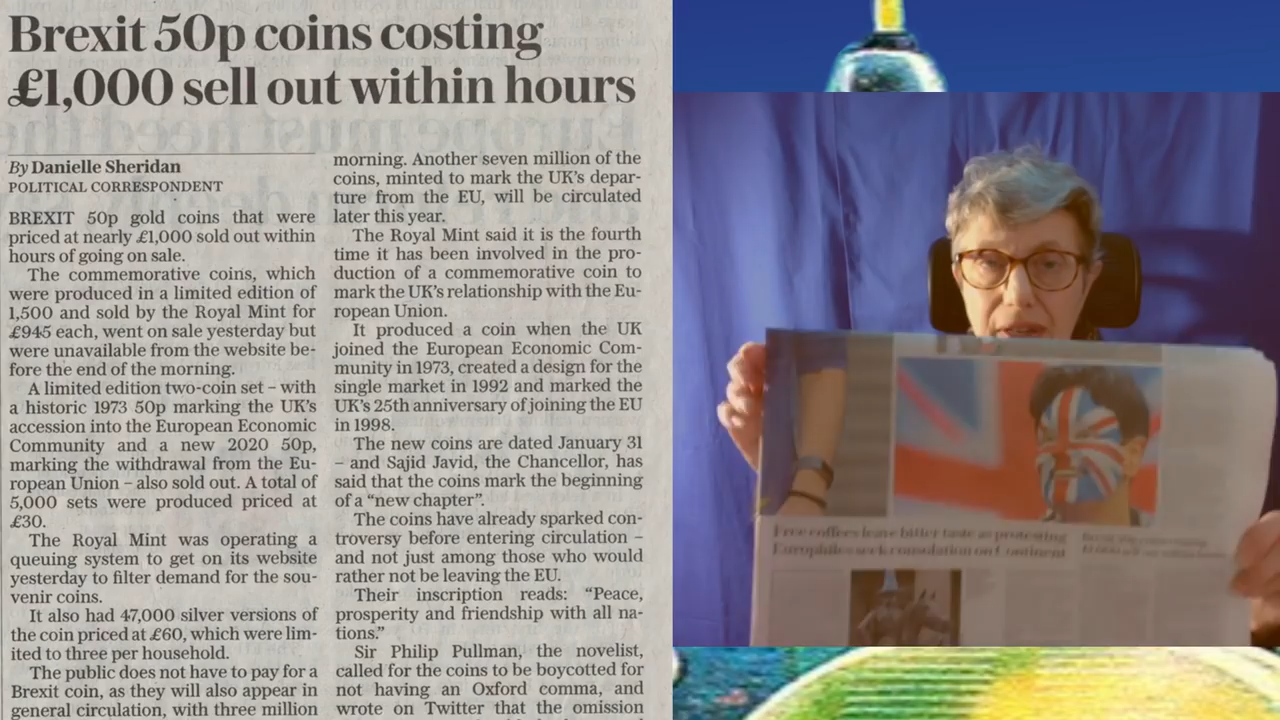 Brexit 50p coins costing
£1,000 sell out within hours
By Danielle Sheridan
POLITICAL CORRESPONDENT
BREXIT 50p gold coins that were
priced at nearly £1,000 sold out within
hours of going on sale.
The commemorative coins, which
were produced in a limited edition of
1,500 and sold by the Royal Mint for
£945 each, went on sale yesterday but
were unavailable from the website be-
fore the end of the morning.
A limited edition two-coin set – with
a historic 1973 50p marking the UK's
accession into the European Economic
Community and a new 2020 50p,
marking the withdrawal from the Eu-
ropean Union – also sold out. A total of
5,000 sets were produced priced at
£30.
The Royal Mint was operating a
queuing system to get on its website
yesterday to filter demand for the sou-
venir coins.
It also had 47,000 silver versions of
the coin priced at £60, which were lim-
ited to three per household.
The public does not have to pay for a
Brexit coin, as they will also appear in
general circulation, with three million
morning. Another seven million of the
coins, minted to mark the UK's depar-
ture from the EU, will be circulated
later this year.
The Royal Mint said it is the fourth
time it has been involved in the pro-
duction of a commemorative coin to
mark the UK's relationship with the Eu-
ropean Union.
It produced a coin when the UK
joined the European Economic Com-
munity in 1973, created a design for the
single market in 1992 and marked the
UK's 25th anniversary of joining the EU
in 1998.
The new coins are dated January 31
– and Sajid Javid, the Chancellor, has
said that the coins mark the beginning
of a “new chapter”.
The coins have already sparked con-
troversy before entering circulation –
and not just among those who would
rather not be leaving the EU.
Their inscription reads: “Peace,
prosperity and friendship with all na-
tions.”
Sir Philip Pullman, the novelist,
called for the coins to be boycotted for
not having an Oxford comma, and
wrote on Twitter that the omission
Free coffees leave bitter taste as protesting
Europhiles seek consolation on Continent